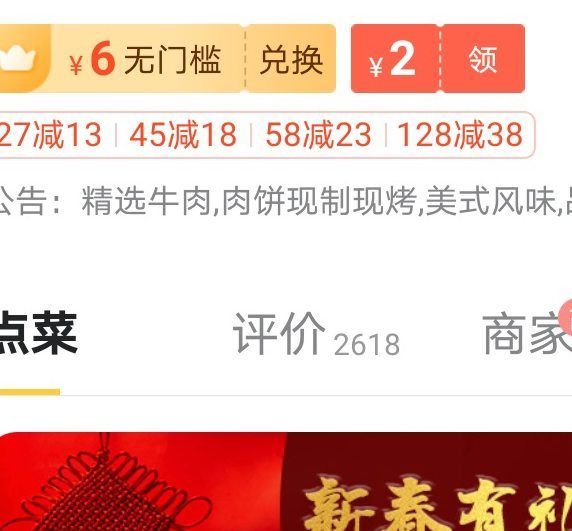 ¥6无门槛 兑换 ¥2 领
27减13 45减18 58减23 128减38
公告：精选牛肉,肉饼现制现烤,美式风味,
点菜 评价 2618 商家
新春有礼